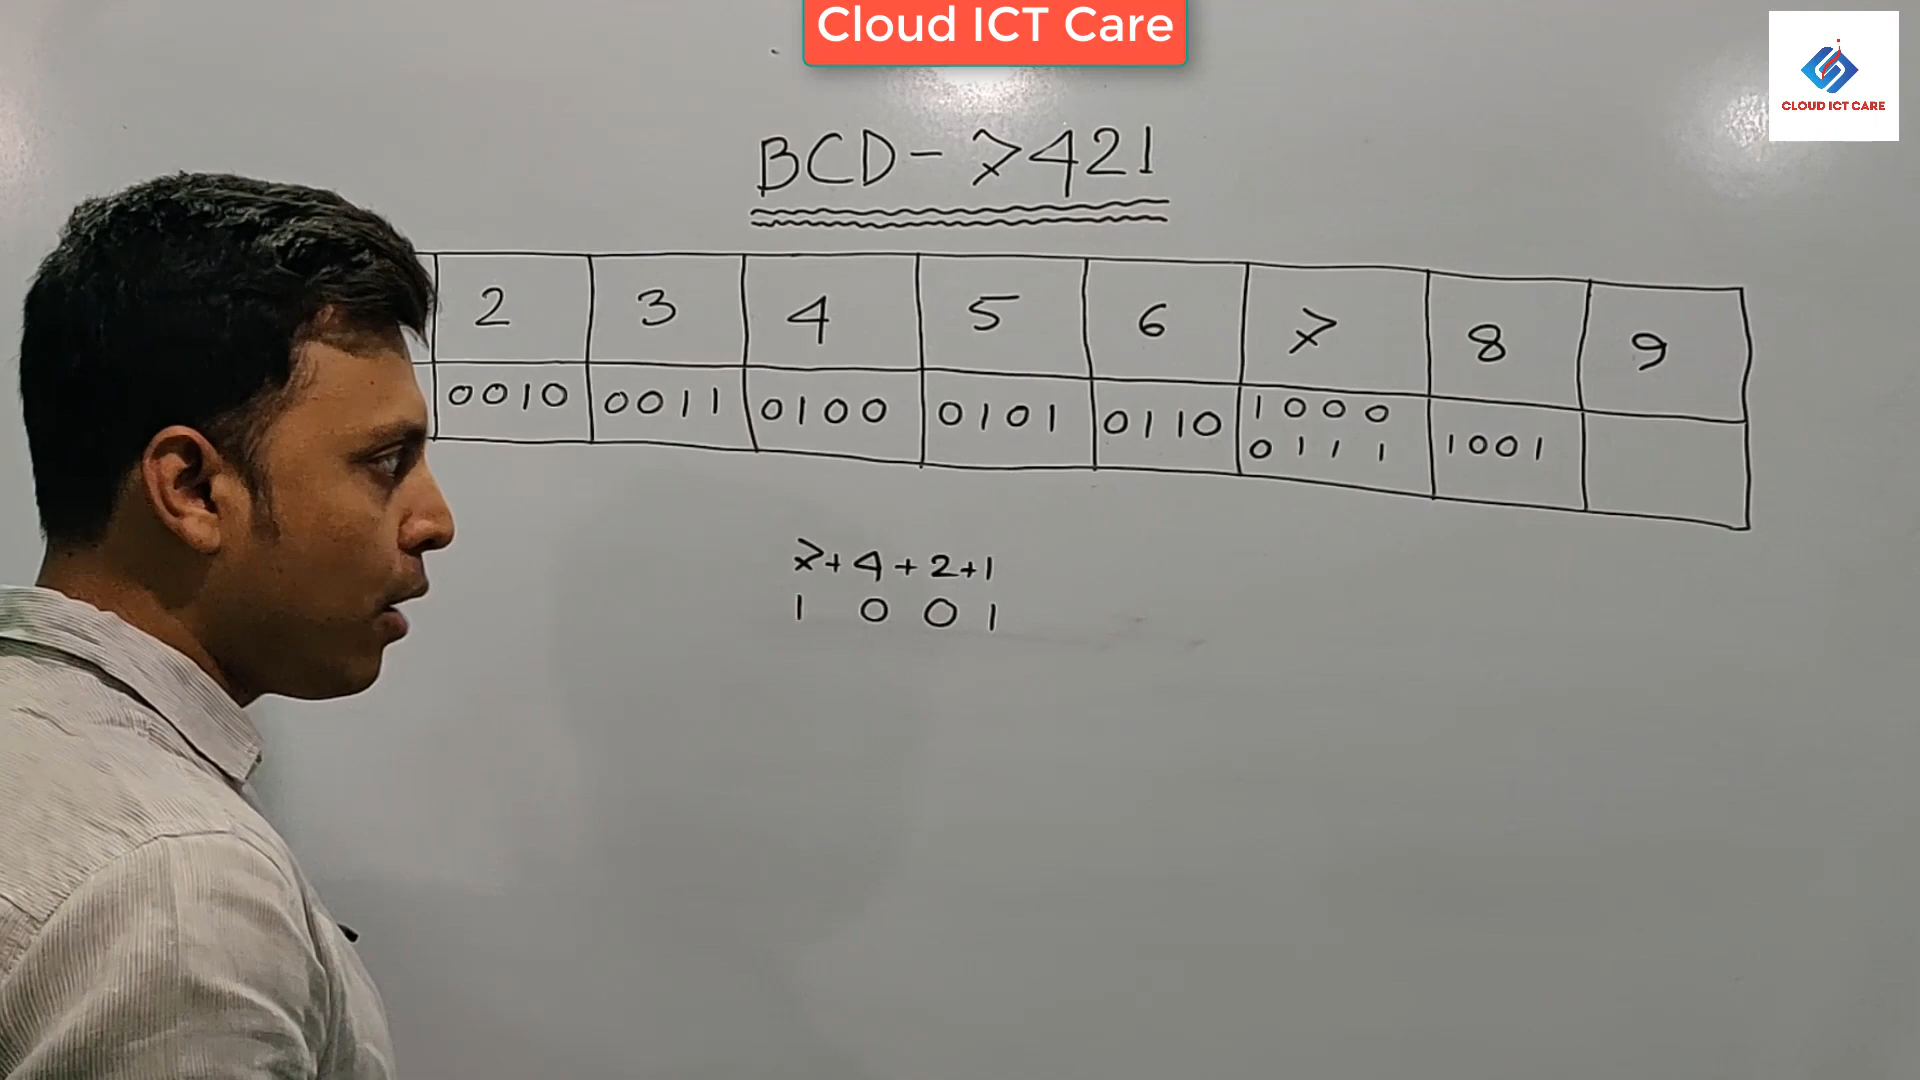 Cloud ICT Care
CLOUD ICT CARE
BCD - 7421
2 3 4 5 6 7 8 9
0010 0011 0100 0101 0110 1000 1001
0111
7+4+2+1
1 0 0 1